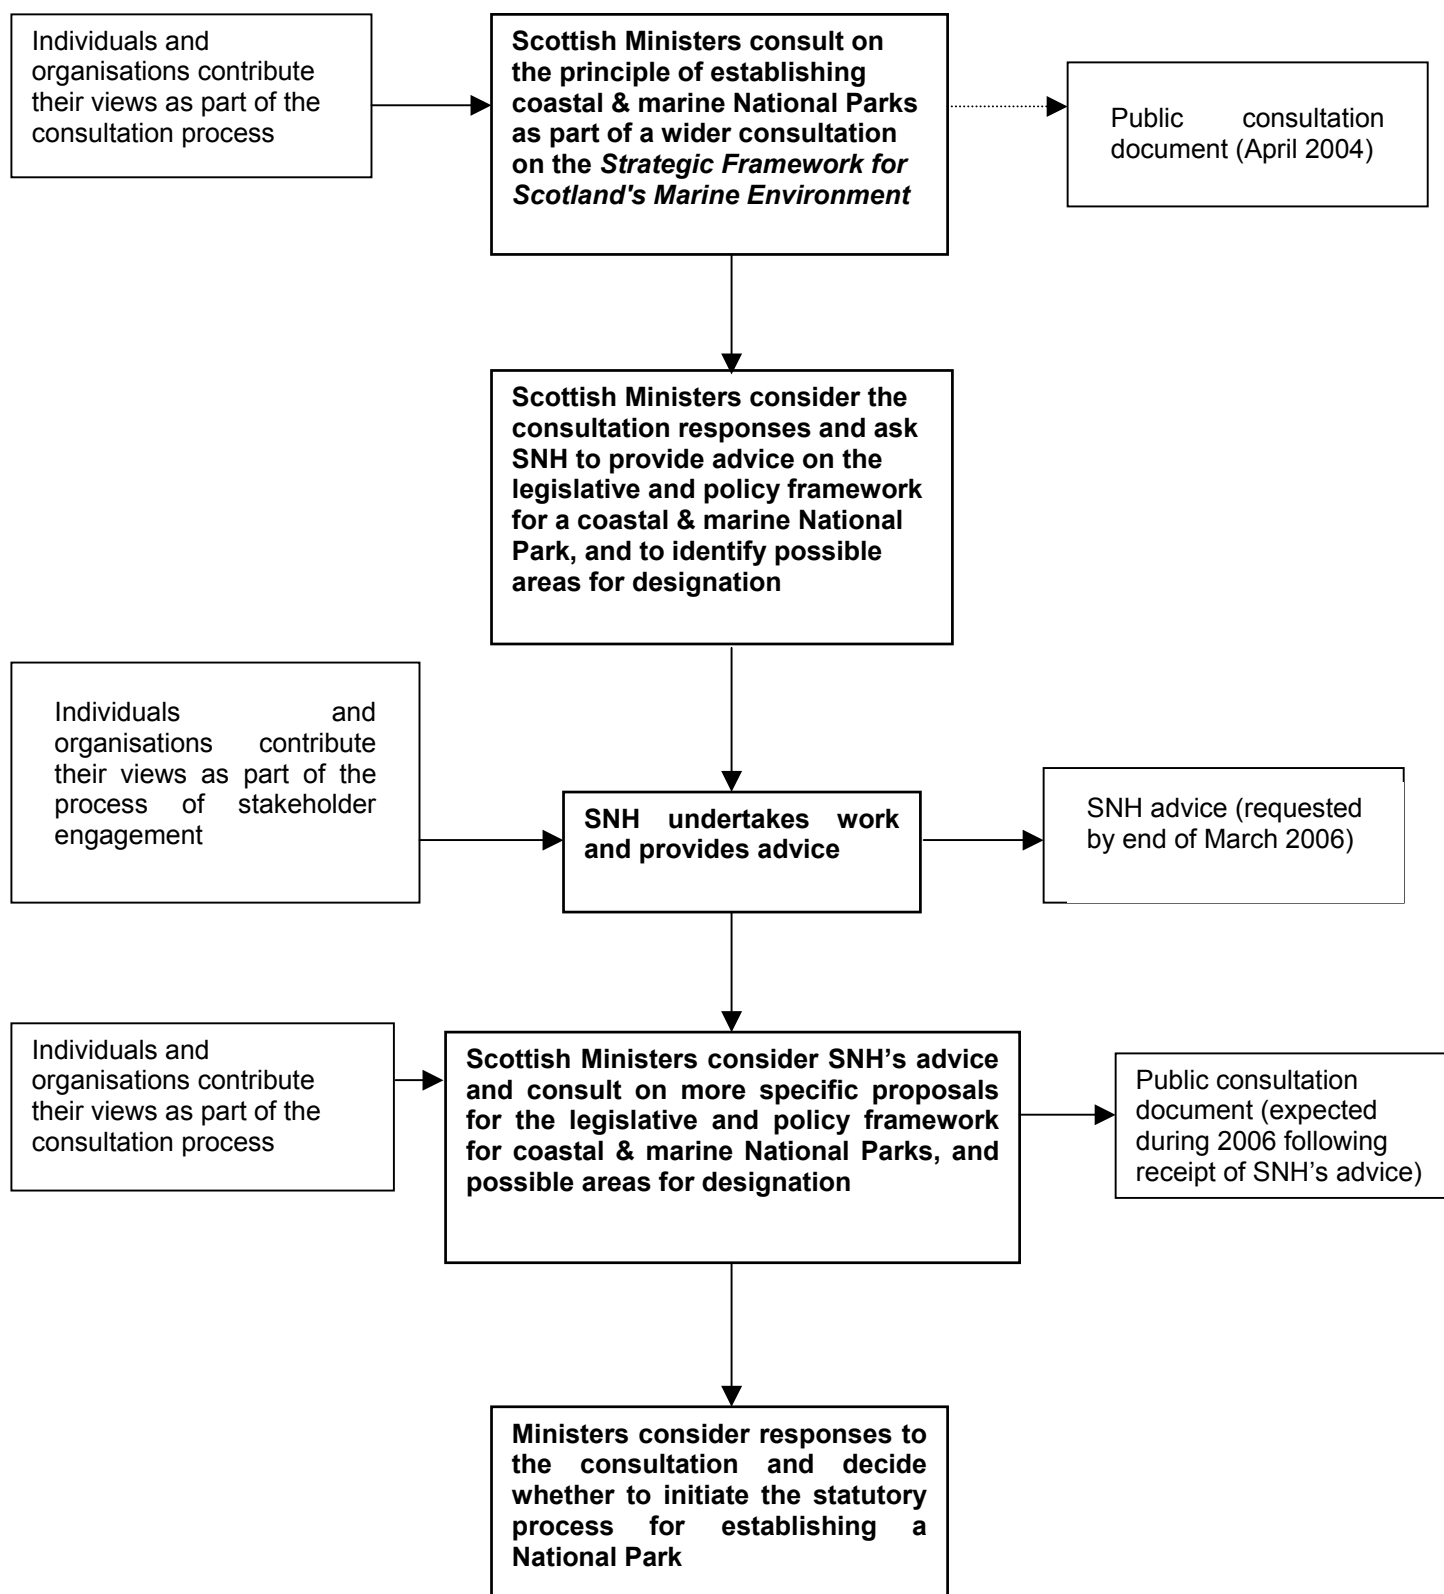 Individuals and
organisations contribute
their views as part of the
consultation process
Scottish Ministers consult on
the principle of establishing
coastal & marine National Parks
as part of a wider consultation
on the Strategic Framework for
Scotland's Marine Environment
Public consultation
document (April 2004)
Scottish Ministers consider the
consultation responses and ask
SNH to provide advice on the
legislative and policy framework
for a coastal & marine National
Park, and to identify possible
areas for designation
Individuals and
organisations contribute
their views as part of the
process of stakeholder
engagement
SNH undertakes work
and provides advice
SNH advice (requested
by end of March 2006)
Individuals and
organisations contribute
their views as part of the
consultation process
Scottish Ministers consider SNH’s advice
and consult on more specific proposals
for the legislative and policy framework
for coastal & marine National Parks, and
possible areas for designation
Public consultation
document (expected
during 2006 following
receipt of SNH’s advice)
Ministers consider responses to
the consultation and decide
whether to initiate the statutory
process for establishing a
National Park